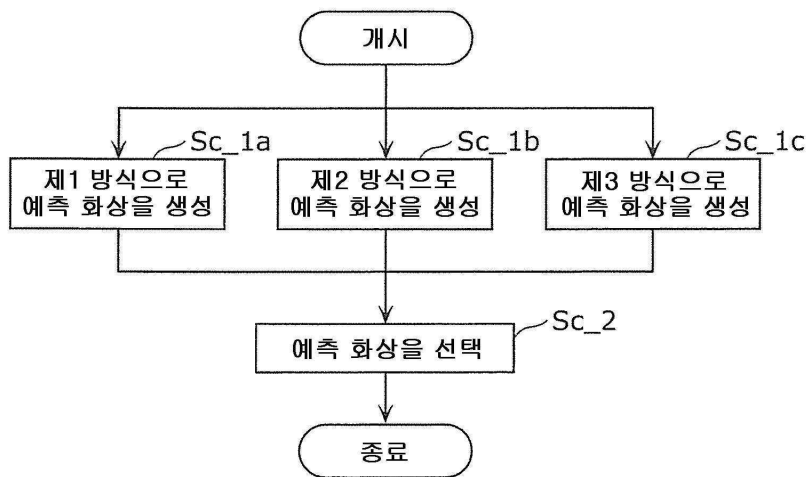 개시
Sc_1a
제1 방식으로
예측 화상을 생성
Sc_1b
제2 방식으로
예측 화상을 생성
Sc_1c
제3 방식으로
예측 화상을 생성
Sc_2
예측 화상을 선택
종료